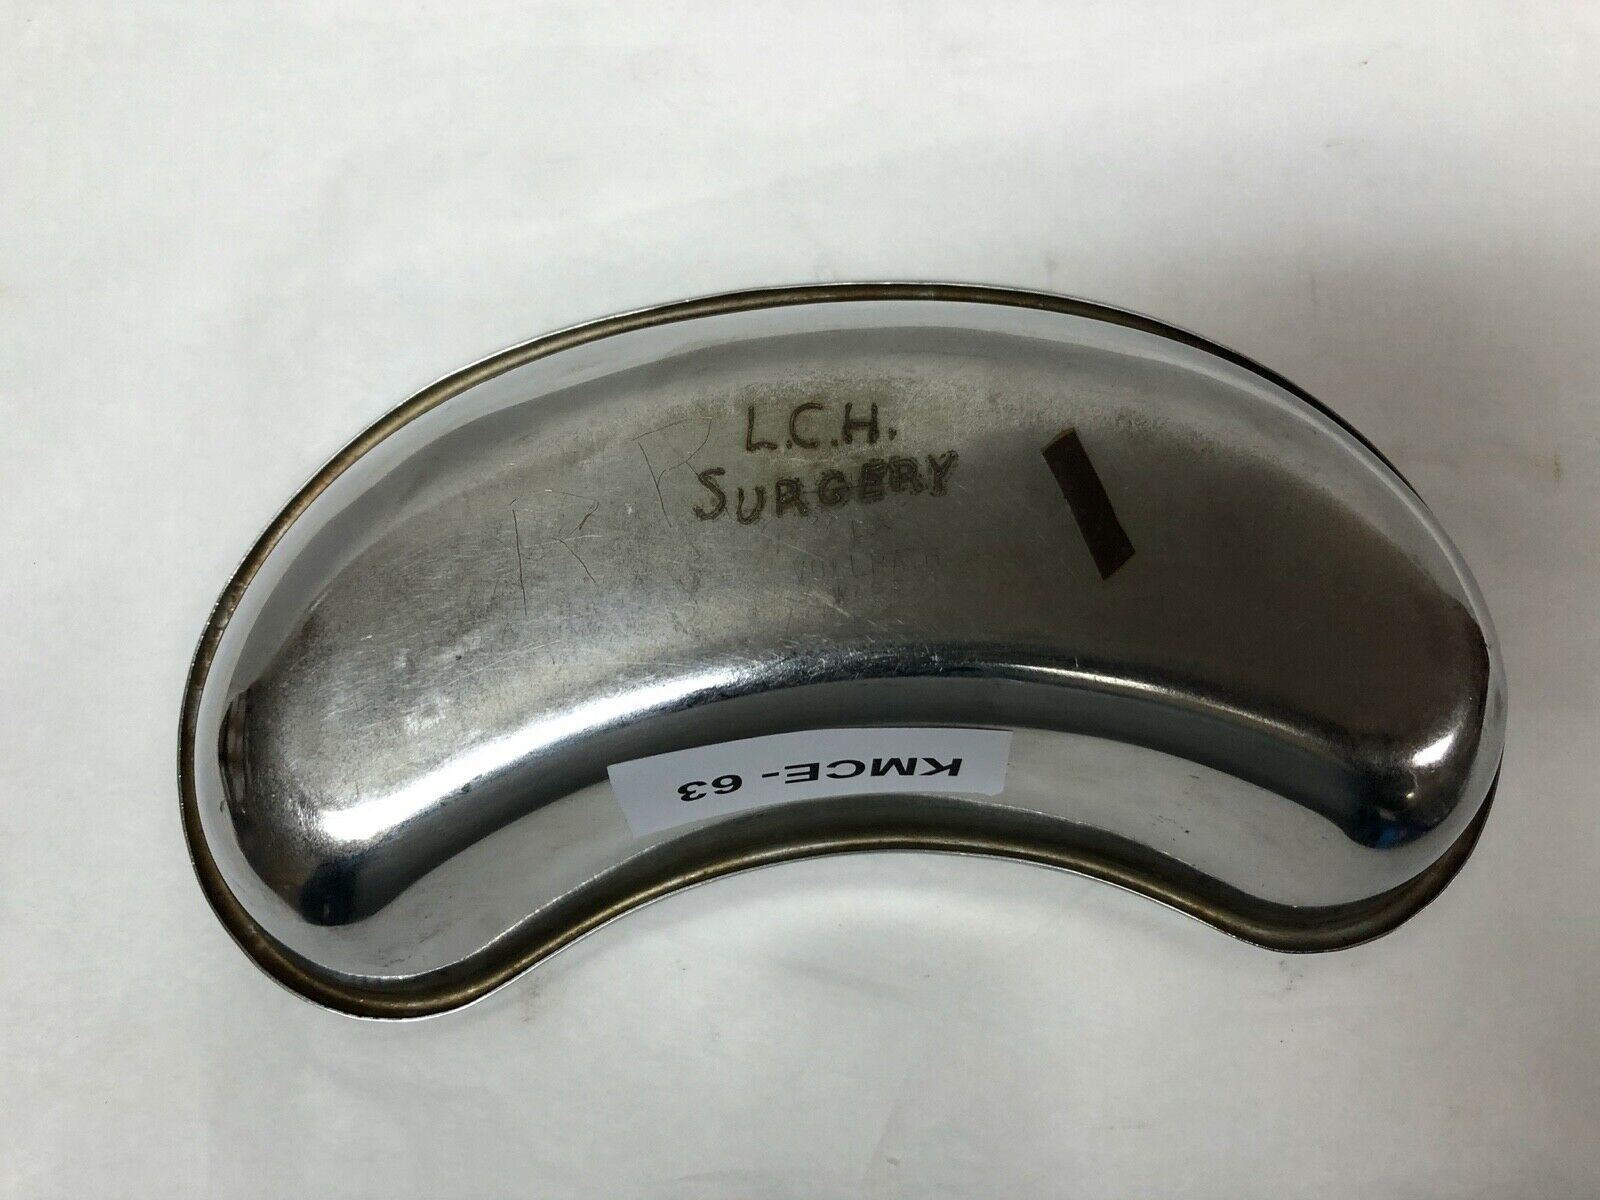 L.C.H.
SURGERY
R R
KMCE- 63